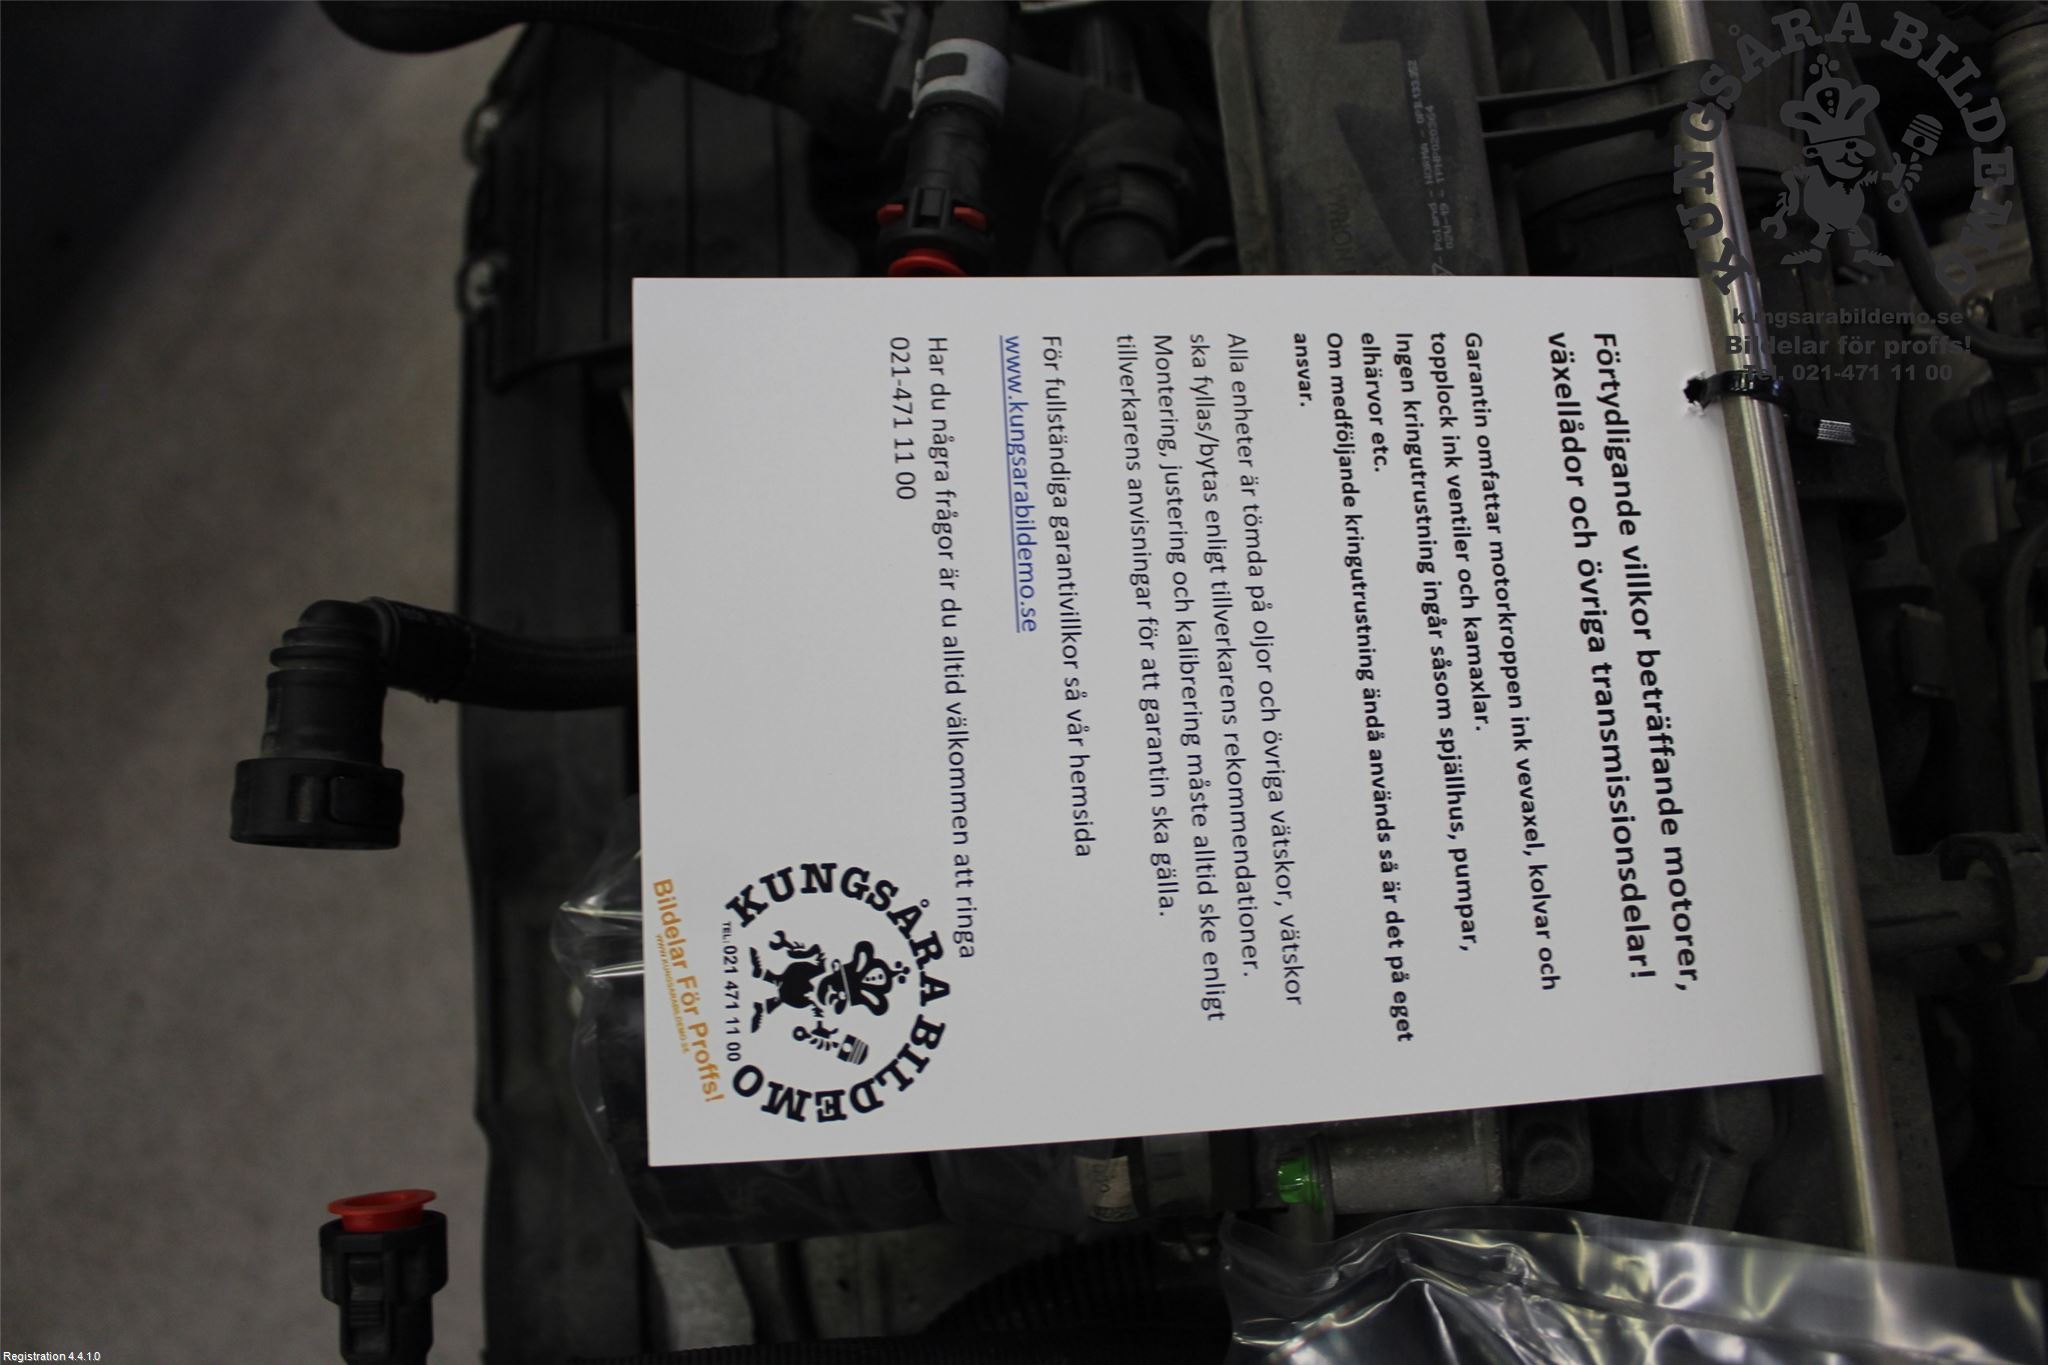 Förtydligande villkor beträffande motorer,
växellådor och övriga transmissionsdelar!
Garantin omfattar motorkroppen ink vevaxel, kolvar och
topplock ink ventiler och kamaxlar.
Ingen kringutrustning ingår såsom spjällhus, pumpar,
elhärvor etc.
Om medföljande kringutrustning ändå används så är det på eget
ansvar.
Alla enheter är tömda på oljor och övriga vätskor, vätskor
ska fyllas/bytas enligt tillverkarens rekommendationer.
Montering, justering och kalibrering måste alltid ske enligt
tillverkarens anvisningar för att garantin ska gälla.
För fullständiga garantivillkor så vår hemsida
www.kungsarabildemo.se
Har du några frågor är du alltid välkommen att ringa
021-471 11 00
KUNGSÅRA BILDEMO
TEL: 021 471 11 00
Bildelar För Proffs!
WWW.KUNGSARABILDEMO.SE
KUNGSÅRA BILDEMO
kungsarabildemo.se
Bildelar för proffs!
Tel. 021-471 11 00
Registration 4.4.1.0